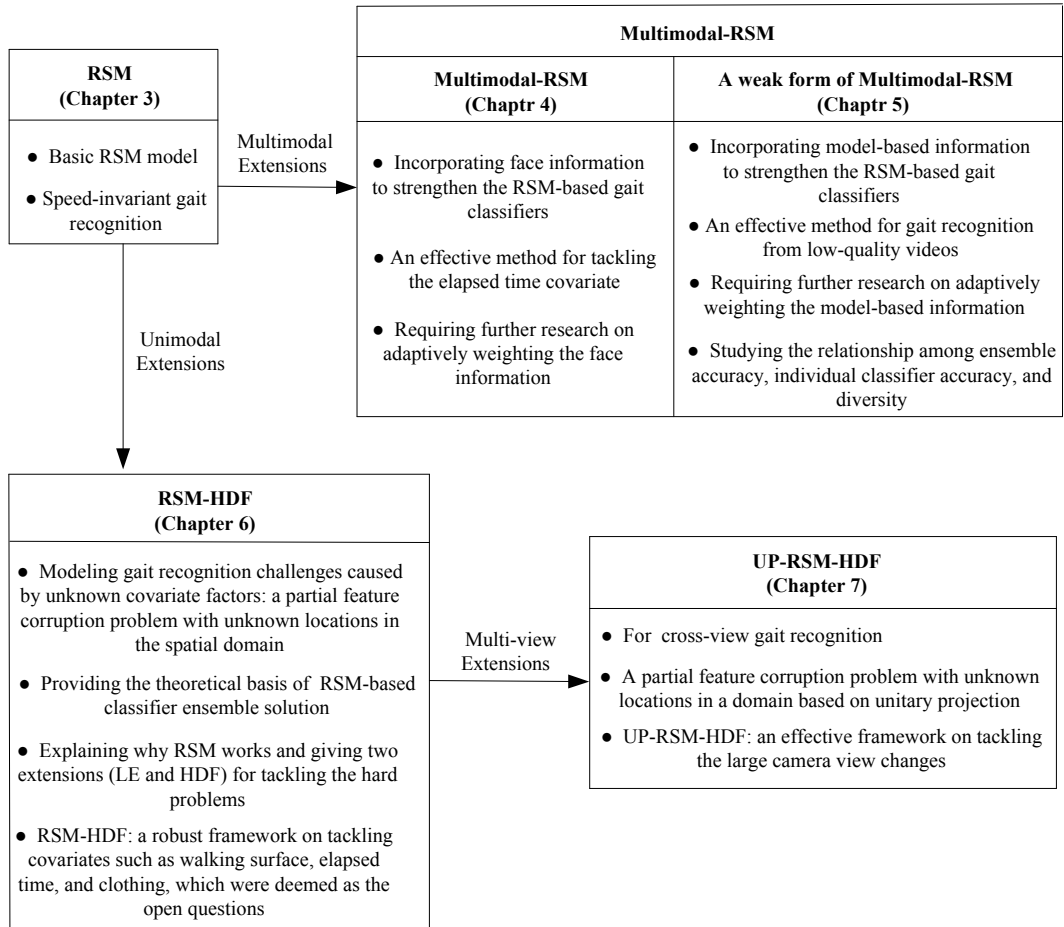 RSM
(Chapter 3)
● Basic RSM model
● Speed-invariant gait
recognition
Multimodal
Extensions
Multimodal-RSM
Multimodal-RSM
(Chaptr 4)
● Incorporating face information
to strengthen the RSM-based gait
classifiers
● An effective method for tackling
the elapsed time covariate
● Requiring further research on
adaptively weighting the face
information
A weak form of Multimodal-RSM
(Chaptr 5)
● Incorporating model-based information
to strengthen the RSM-based gait
classifiers
● An effective method for gait recognition
from low-quality videos
● Requiring further research on adaptively
weighting the model-based information
● Studying the relationship among ensemble
accuracy, individual classifier accuracy, and
diversity
Unimodal
Extensions
RSM-HDF
(Chapter 6)
● Modeling gait recognition challenges caused
by unknown covariate factors: a partial feature
corruption problem with unknown locations in
the spatial domain
● Providing the theoretical basis of RSM-based
classifier ensemble solution
● Explaining why RSM works and giving two
extensions (LE and HDF) for tackling the hard
problems
● RSM-HDF: a robust framework on tackling
covariates such as walking surface, elapsed
time, and clothing, which were deemed as the
open questions
Multi-view
Extensions
UP-RSM-HDF
(Chapter 7)
● For cross-view gait recognition
● A partial feature corruption problem with unknown
locations in a domain based on unitary projection
● UP-RSM-HDF: an effective framework on tackling
the large camera view changes